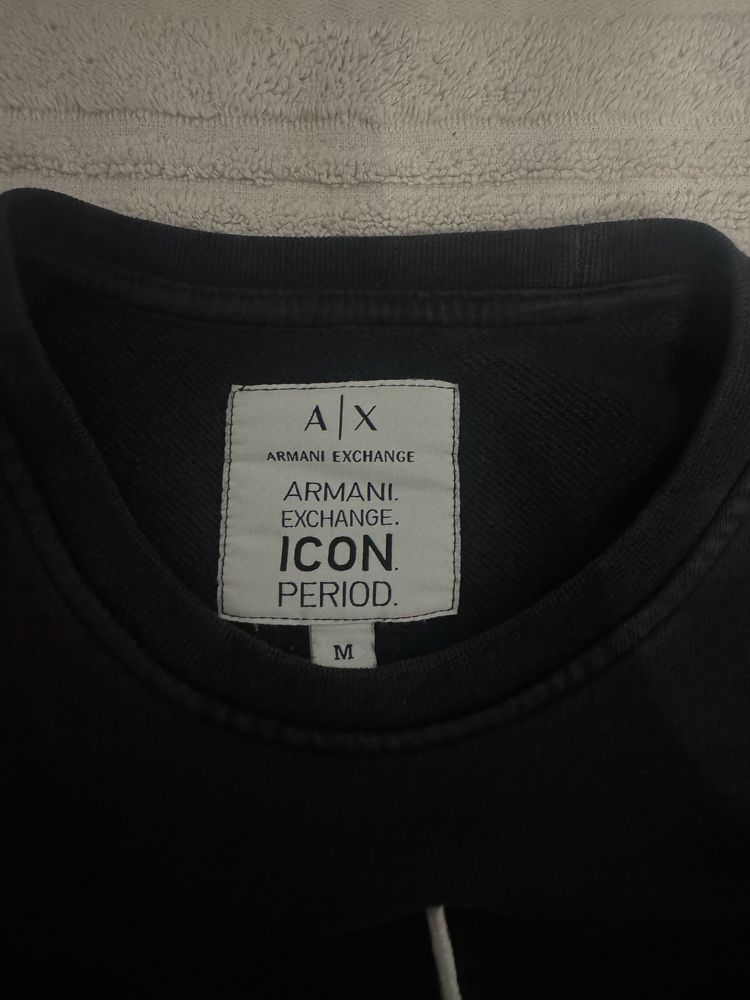 A|X
ARMANI EXCHANGE
ARMANI.
EXCHANGE.
ICON.
PERIOD.
M